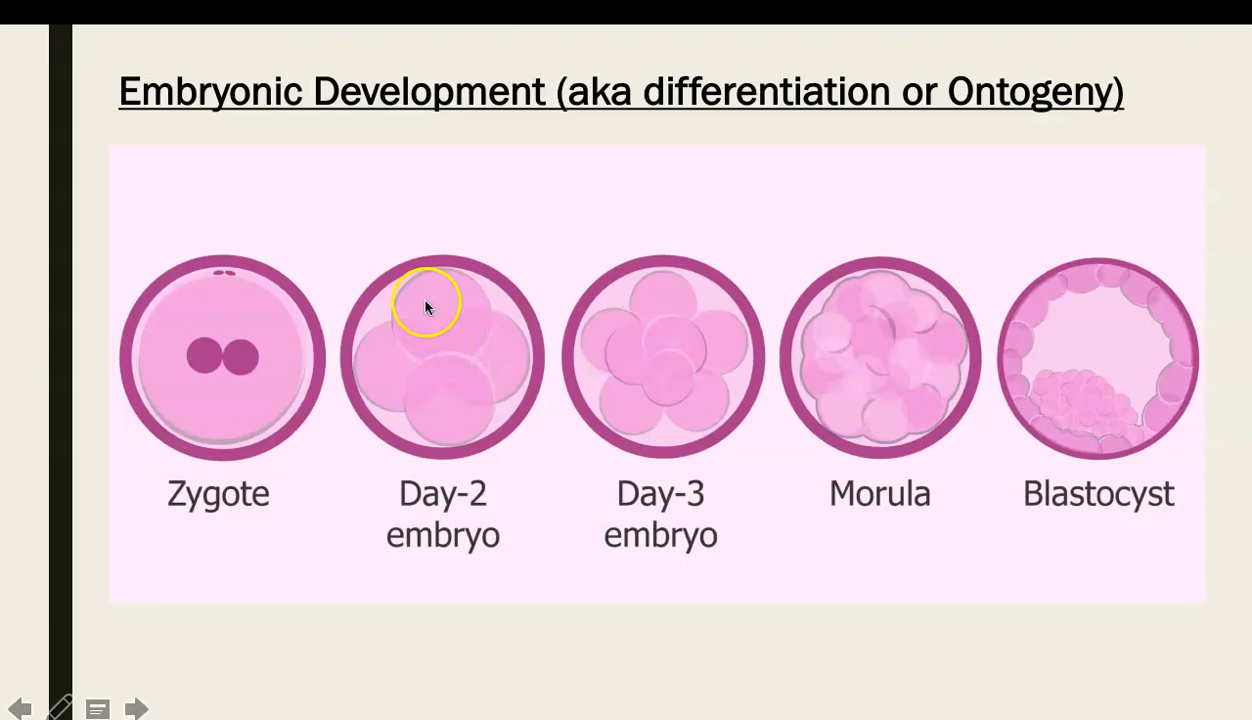 Embryonic Development (aka differentiation or Ontogeny)
Zygote
Day-2
embryo
Day-3
embryo
Morula
Blastocyst